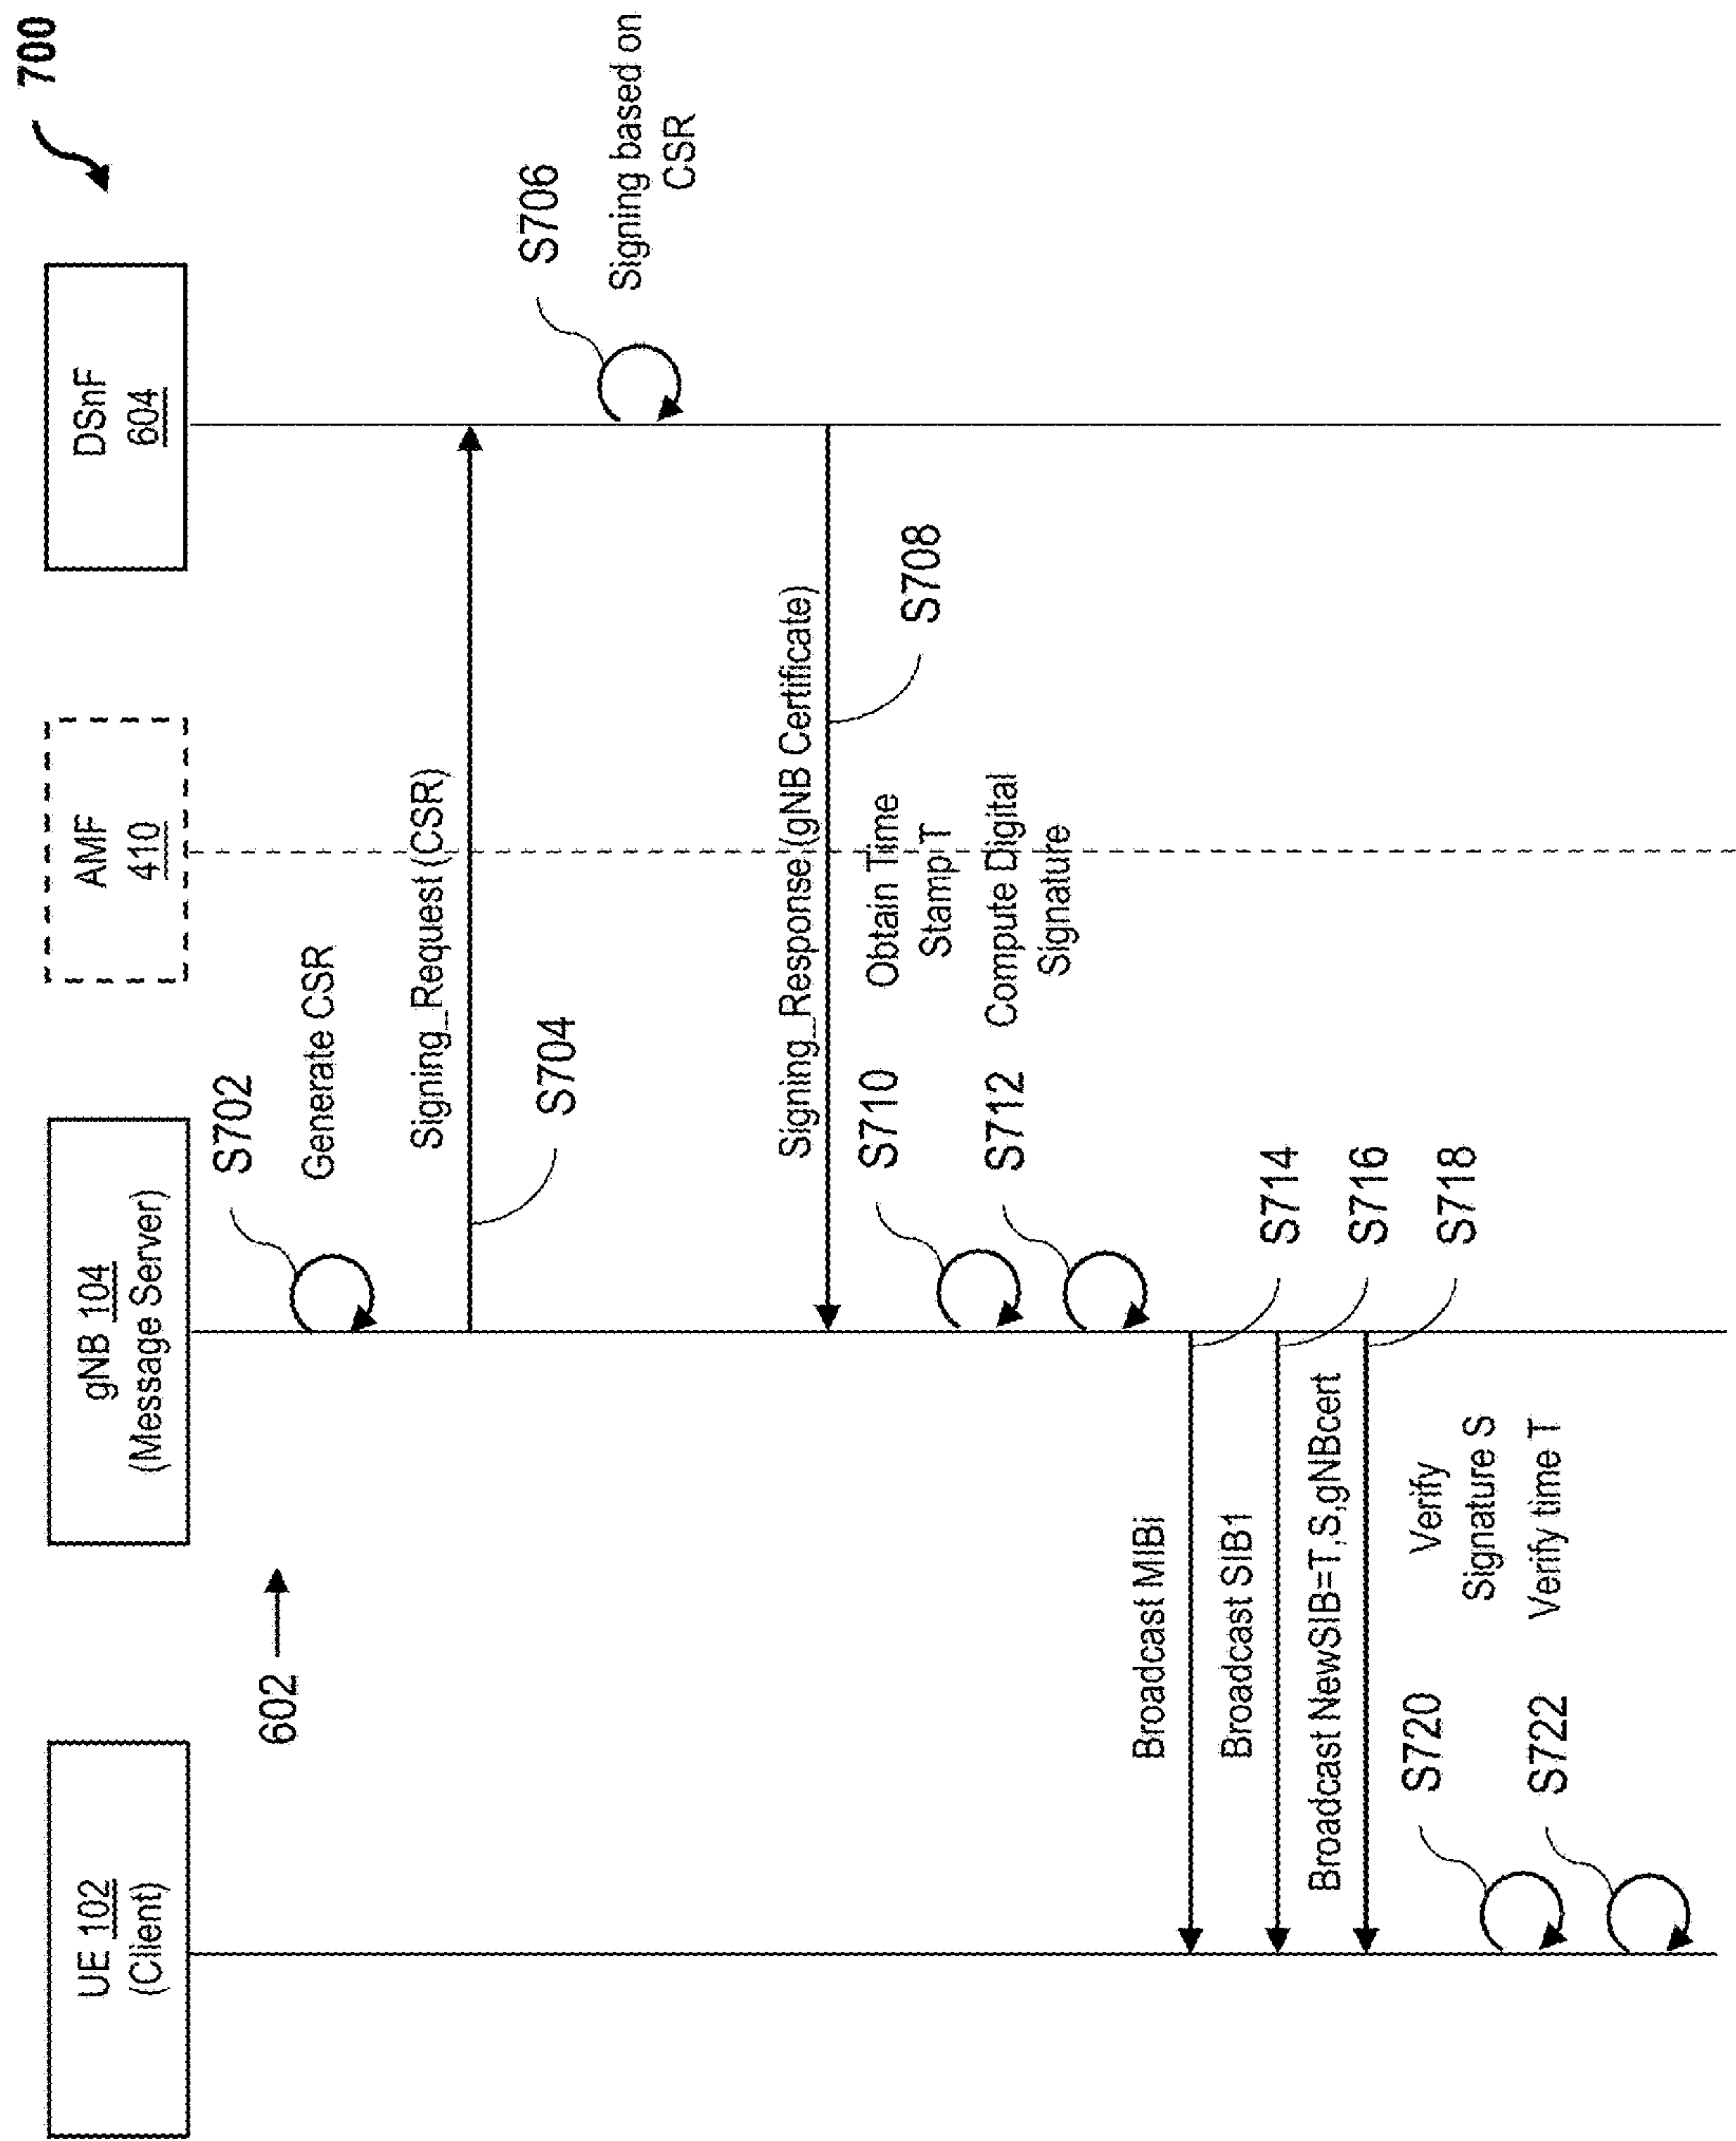 700
UE 102
(Client)
gNB 104
(Message Server)
AMF
410
DSnF
604
602
S702
Generate CSR
Signing_Request (CSR)
S704
S706
Signing based on
CSR
Signing_Response (gNB Certificate)
S708
S710
Obtain Time
Stamp T
S712
Compute Digital
Signature
Broadcast MIBi
S714
Broadcast SIB1
S716
Broadcast NewSIB=T,S,gNBcert
S718
S720
Verify
Signature S
S722
Verify time T